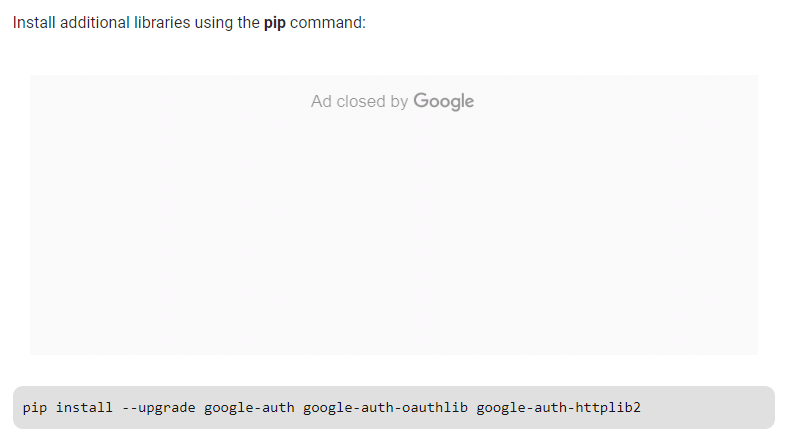 Install additional libraries using the pip command:
Ad closed by Google
pip install --upgrade google-auth google-auth-oauthlib google-auth-httplib2